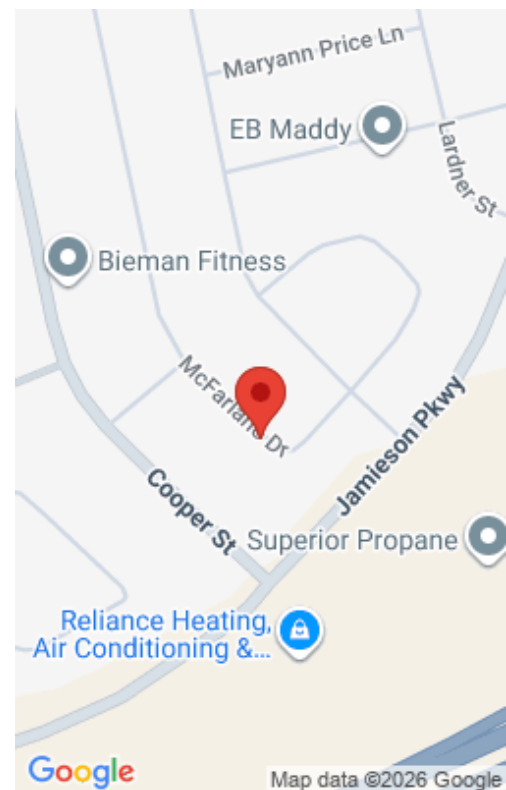 Maryann Price Ln
EB Maddy
Lardner St
Bieman Fitness
McFarland Dr
Jamieson Pkwy
Cooper St
Superior Propane
Reliance Heating,
Air Conditioning &...
Google
Map data ©2026 Google